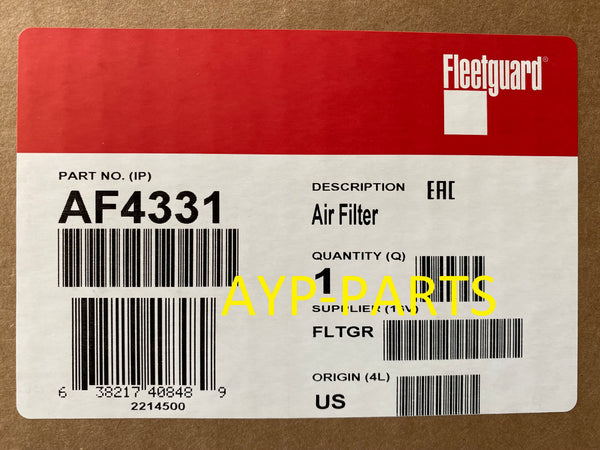 Fleetguard®
PART NO. (IP)
AF4331
DESCRIPTION
EAC
Air Filter
QUANTITY (Q)
1
AYP-PARTS
SUPPLIER (16V)
FLTGR
6 38217 40848 9
2214500
ORIGIN (4L)
US